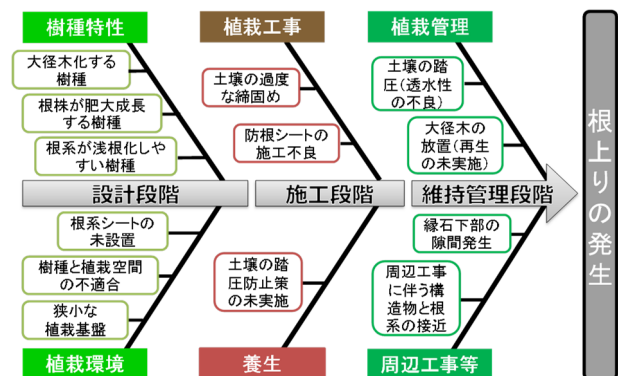 樹種特性
植栽工事
植栽管理
大径木化する
樹種
根株が肥大成長
する樹種
根系が浅根化しや
すい樹種
土壌の過度
な締固め
防根シートの
施工不良
土壌の踏
圧(透水性
の不良)
大径木の
放置(再生
の未実施)
設計段階
施工段階
維持管理段階
根系シートの
未設置
樹種と植栽空間
の不適合
狭小な
植栽基盤
土壌の踏
圧防止策
の未実施
縁石下部の
隙間発生
周辺工事
に伴う構
造物と根
系の接近
植栽環境
養生
周辺工事等
根上りの発生